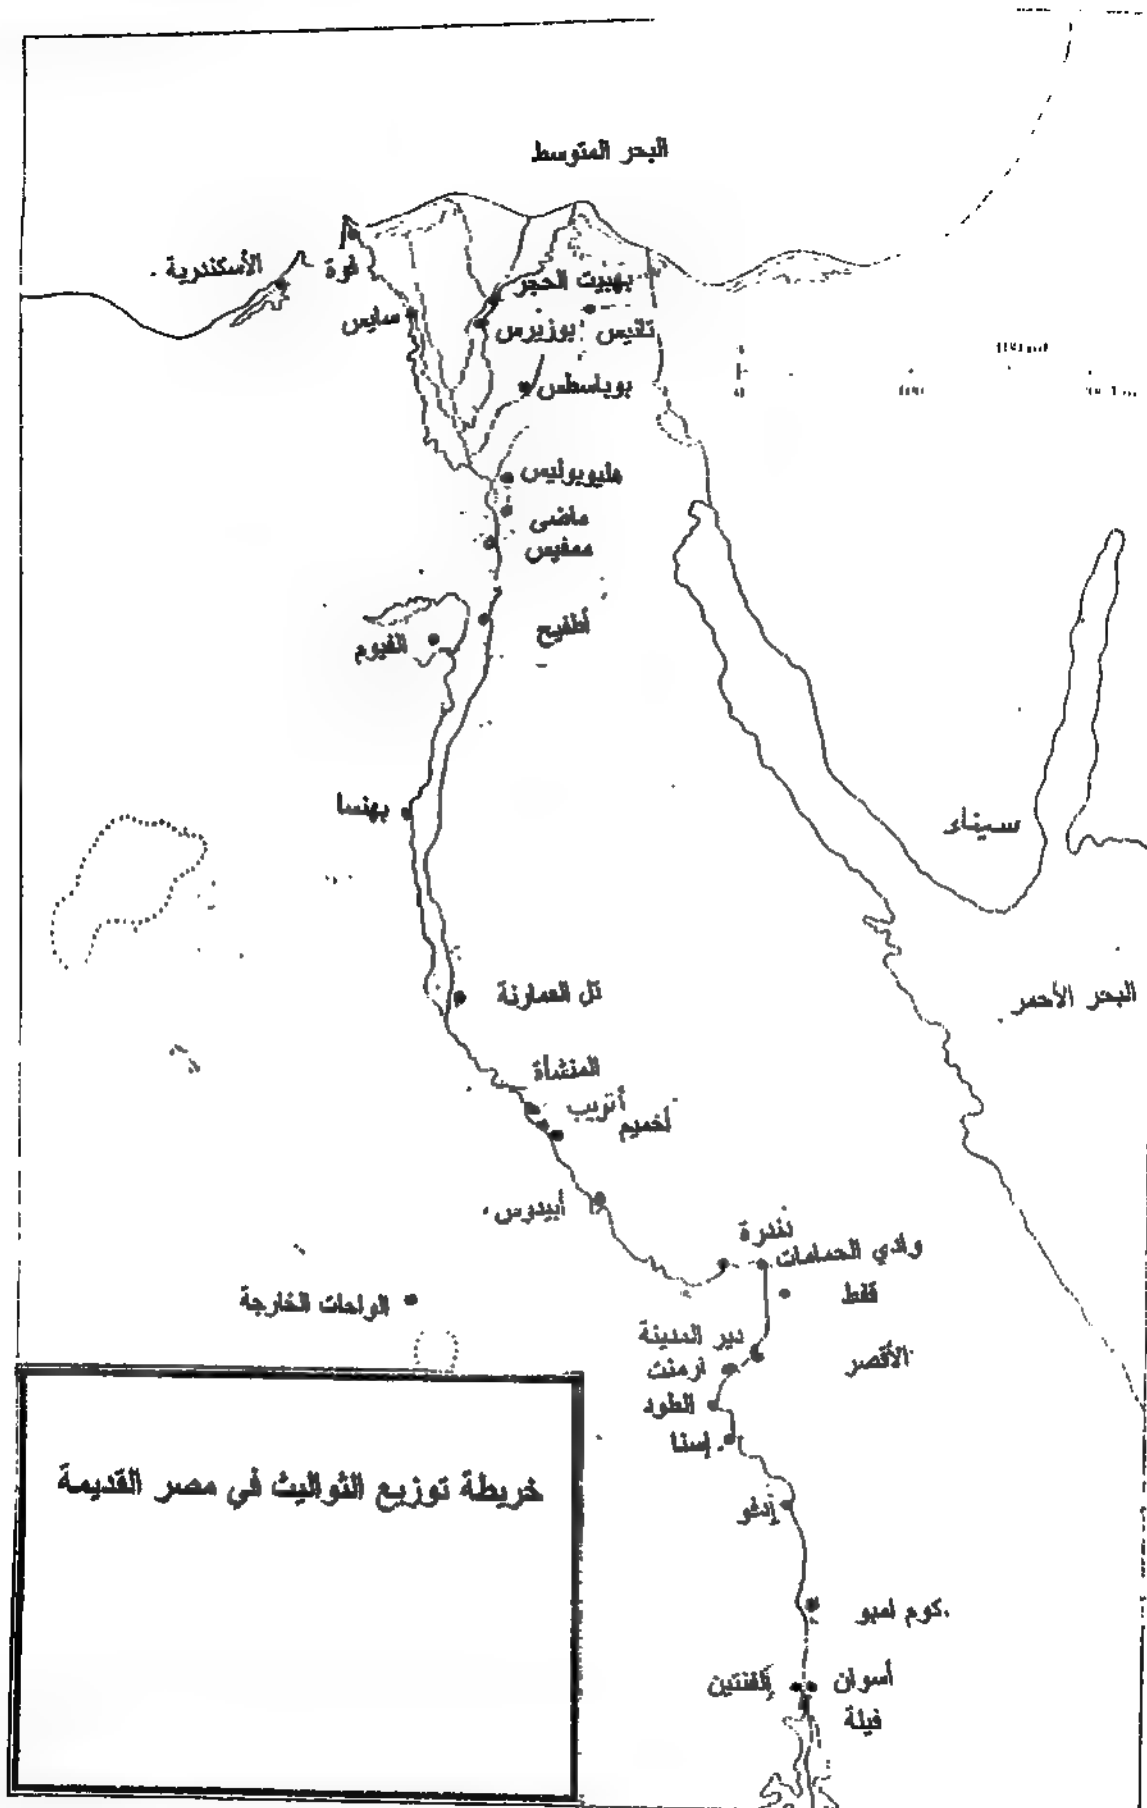 البحر المتوسط
الأسكندرية
فوة
بهبيت الحجر
سايس
بوزيرس
تانيس
بوباسطس
هليوبوليس
ماضى
ممفيس
أطفيح
الفيوم
بهنسا
سيناء
تل العمارنة
البحر الأحمر
المنشأة
أتريب
أخميم
أبيدوس
دندرة
وادي الحمامات
الواحات الخارجة
قفط
دير المدينة
الأقصر
أرمنت
الطود
إسنا
خريطة توزيع الثواليث في مصر القديمة
إدفو
كوم امبو
إلفنتين
أسوان
فيلة